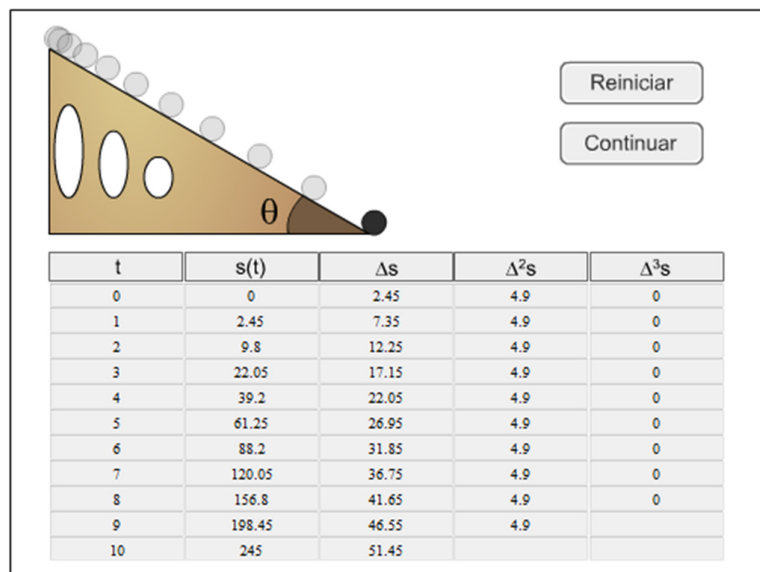 Reiniciar
Continuar
θ
t s(t) Δs Δ²s Δ³s
0 0 2.45 4.9 0
1 2.45 7.35 4.9 0
2 9.8 12.25 4.9 0
3 22.05 17.15 4.9 0
4 39.2 22.05 4.9 0
5 61.25 26.95 4.9 0
6 88.2 31.85 4.9 0
7 120.05 36.75 4.9 0
8 156.8 41.65 4.9 0
9 198.45 46.55 4.9
10 245 51.45